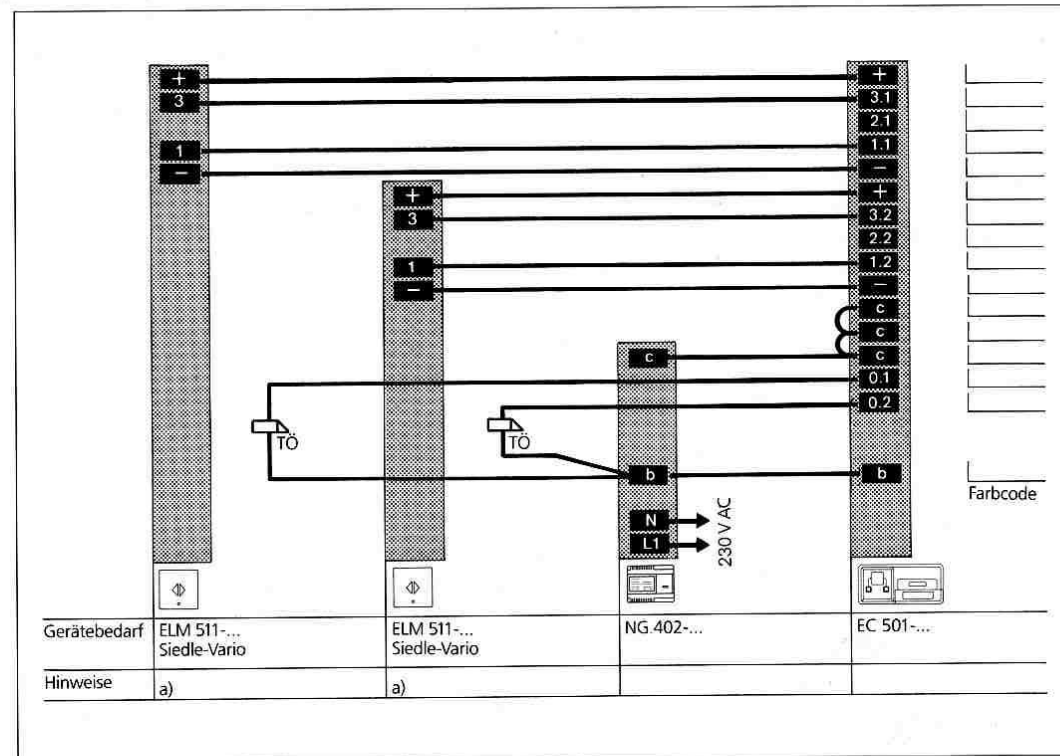 +
3
1
−
+
3
1
−
c
b
N
L1
230 V AC
TÖ
TÖ
+
3.1
2.1
1.1
−
+
3.2
2.2
1.2
−
c
c
c
0.1
0.2
b
Farbcode
Gerätebedarf
ELM 511-...
Siedle-Vario
ELM 511-...
Siedle-Vario
NG.402-...
EC 501-...
Hinweise
a)
a)